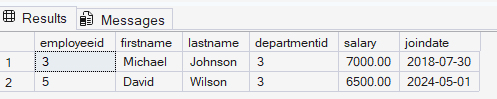 Results Messages
employeeid firstname lastname departmentid salary joindate
1 3 Michael Johnson 3 7000.00 2018-07-30
2 5 David Wilson 3 6500.00 2024-05-01